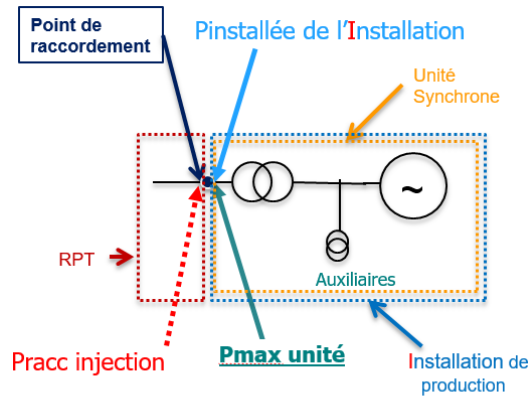 Point de
raccordement
Pinstallée de l'Installation
Unité
Synchrone
~
RPT
Auxiliaires
Pracc injection
Pmax unité
Installation de
production